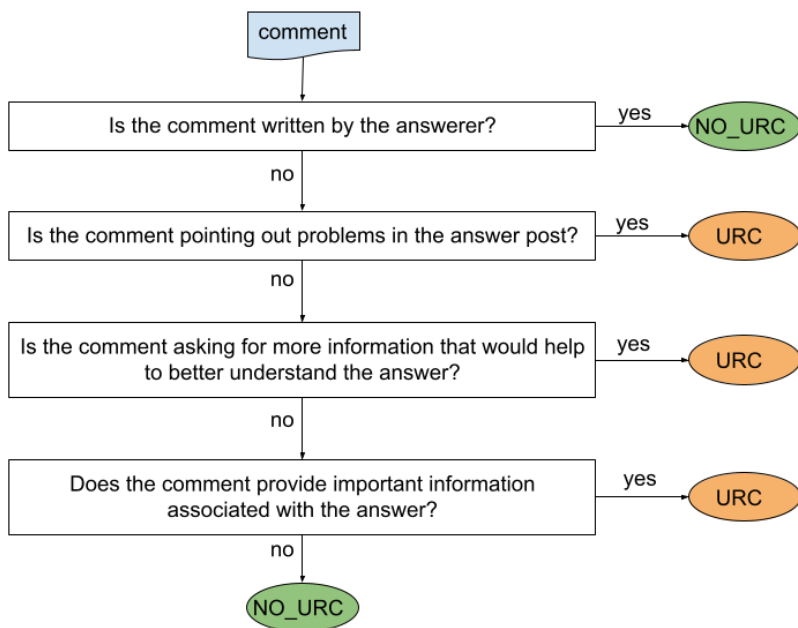 comment
Is the comment written by the answerer?
yes
NO_URC
no
Is the comment pointing out problems in the answer post?
yes
URC
no
Is the comment asking for more information that would help
to better understand the answer?
yes
URC
no
Does the comment provide important information
associated with the answer?
yes
URC
no
NO_URC